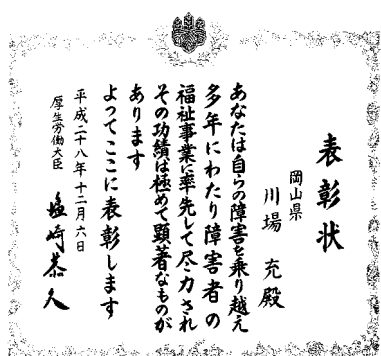 表彰状
岡山県
川場 充 殿
あなたは自らの障害を乗り越え
多年にわたり障害者の
福祉事業に率先して尽力され
その功績は極めて顕著なものが
あります
よってここに表彰します
平成二十八年十二月六日
厚生労働大臣
塩崎恭久